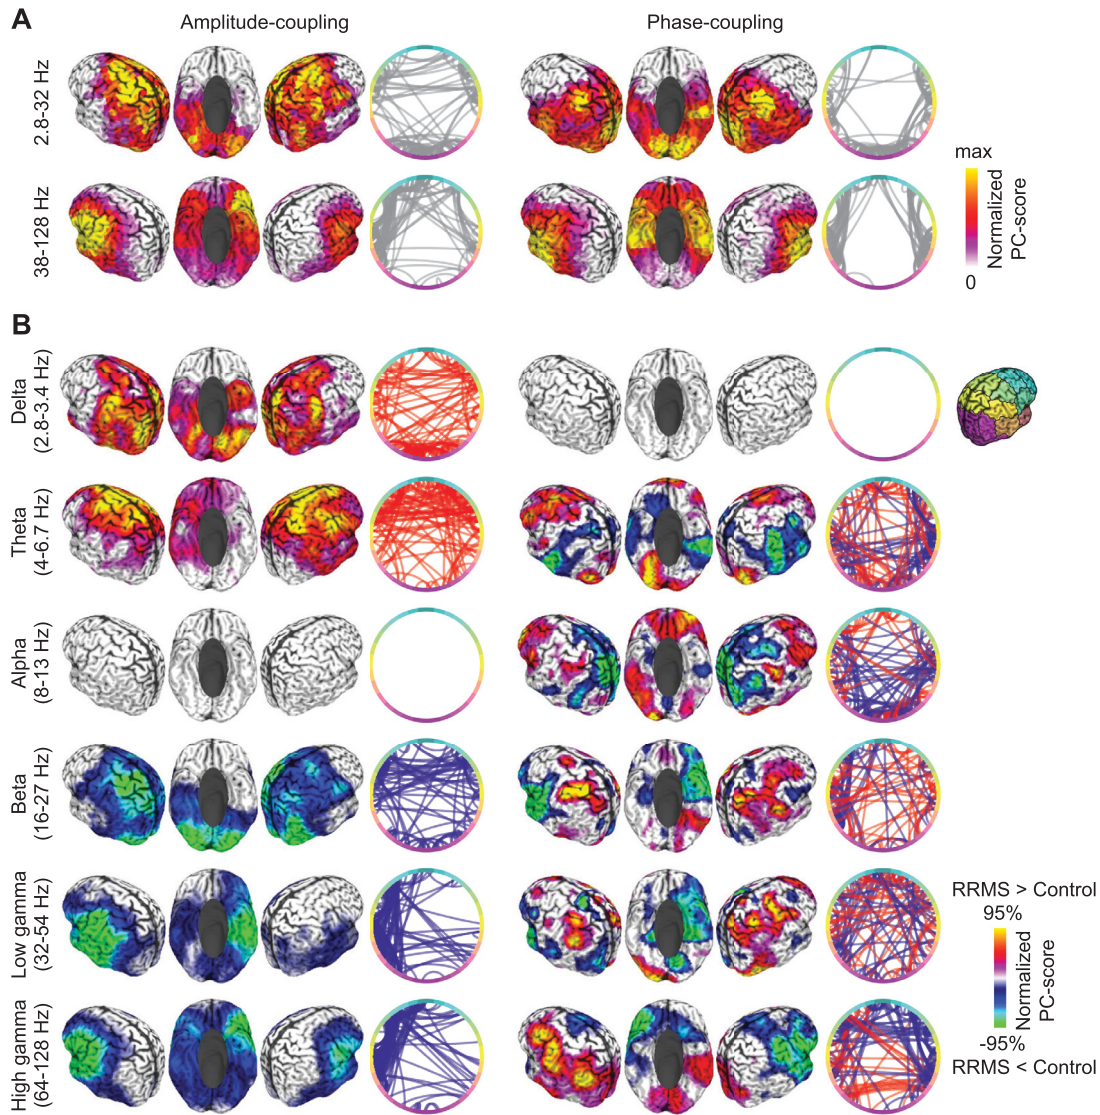 A
Amplitude-coupling
Phase-coupling
2.8-32 Hz
38-128 Hz
max
Normalized
PC-score
0
B
Delta
(2.8-3.4 Hz)
Theta
(4-6.7 Hz)
Alpha
(8-13 Hz)
Beta
(16-27 Hz)
Low gamma
(32-54 Hz)
High gamma
(64-128 Hz)
RRMS > Control
95%
Normalized
PC-score
-95%
RRMS < Control